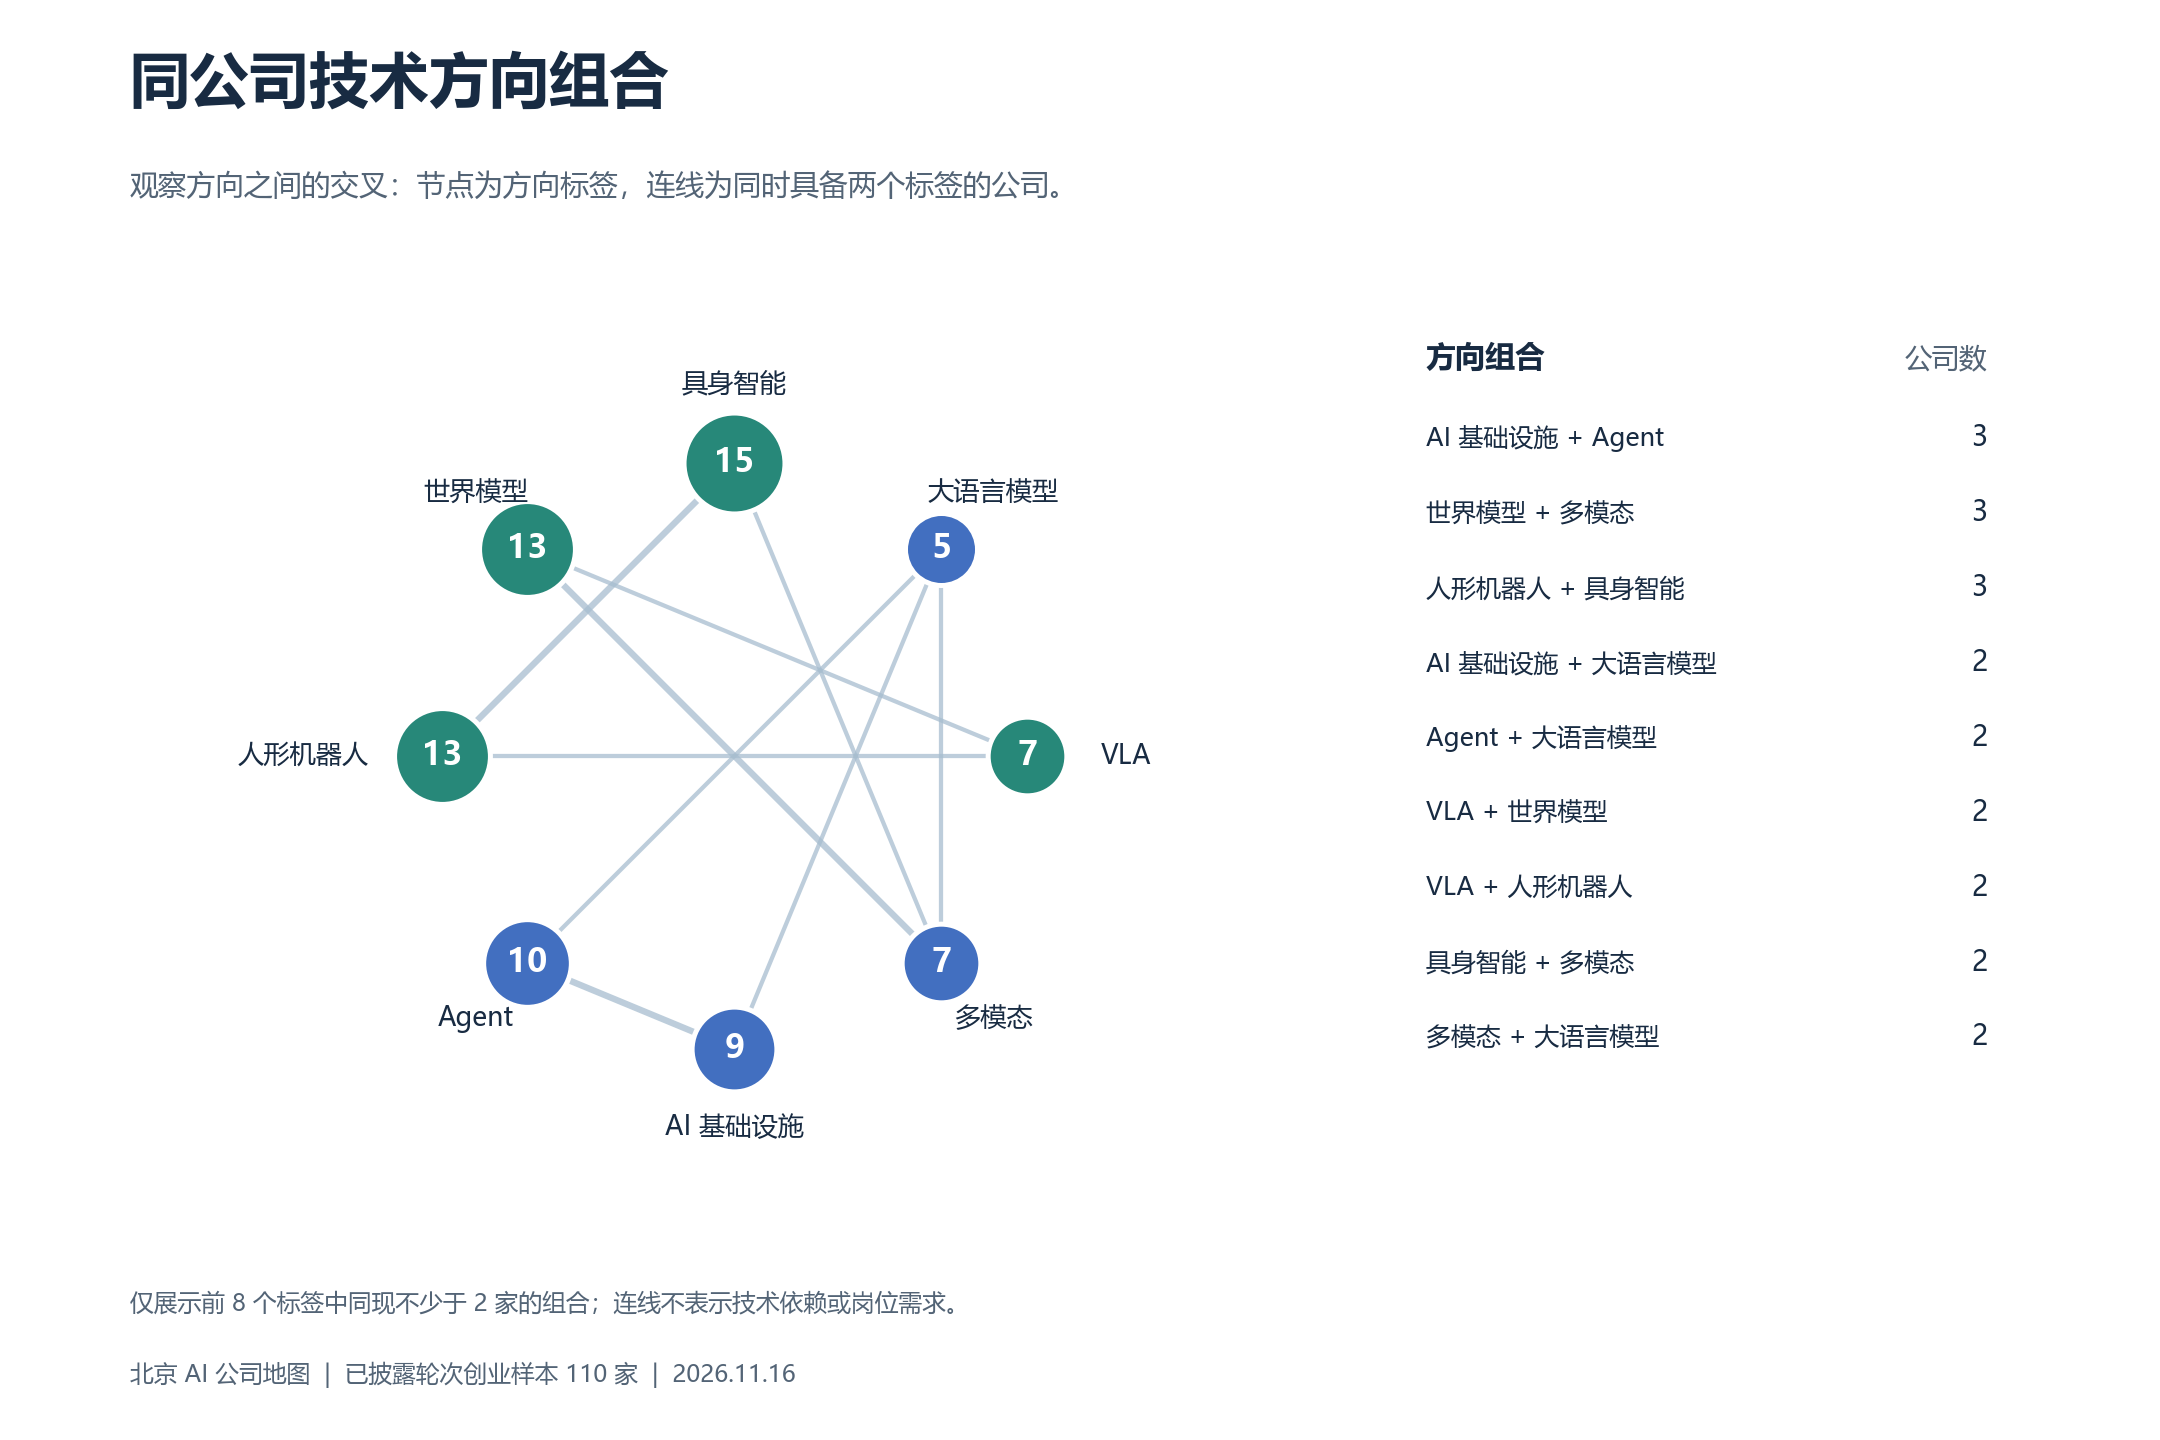 同公司技术方向组合
观察方向之间的交叉：节点为方向标签，连线为同时具备两个标签的公司。
具身智能
15
世界模型
13
大语言模型
5
人形机器人
13
7
VLA
10
Agent
7
多模态
9
AI 基础设施
方向组合 公司数
AI 基础设施 + Agent 3
世界模型 + 多模态 3
人形机器人 + 具身智能 3
AI 基础设施 + 大语言模型 2
Agent + 大语言模型 2
VLA + 世界模型 2
VLA + 人形机器人 2
具身智能 + 多模态 2
多模态 + 大语言模型 2
仅展示前 8 个标签中同现不少于 2 家的组合；连线不表示技术依赖或岗位需求。
北京 AI 公司地图 | 已披露轮次创业样本 110 家 | 2026.11.16